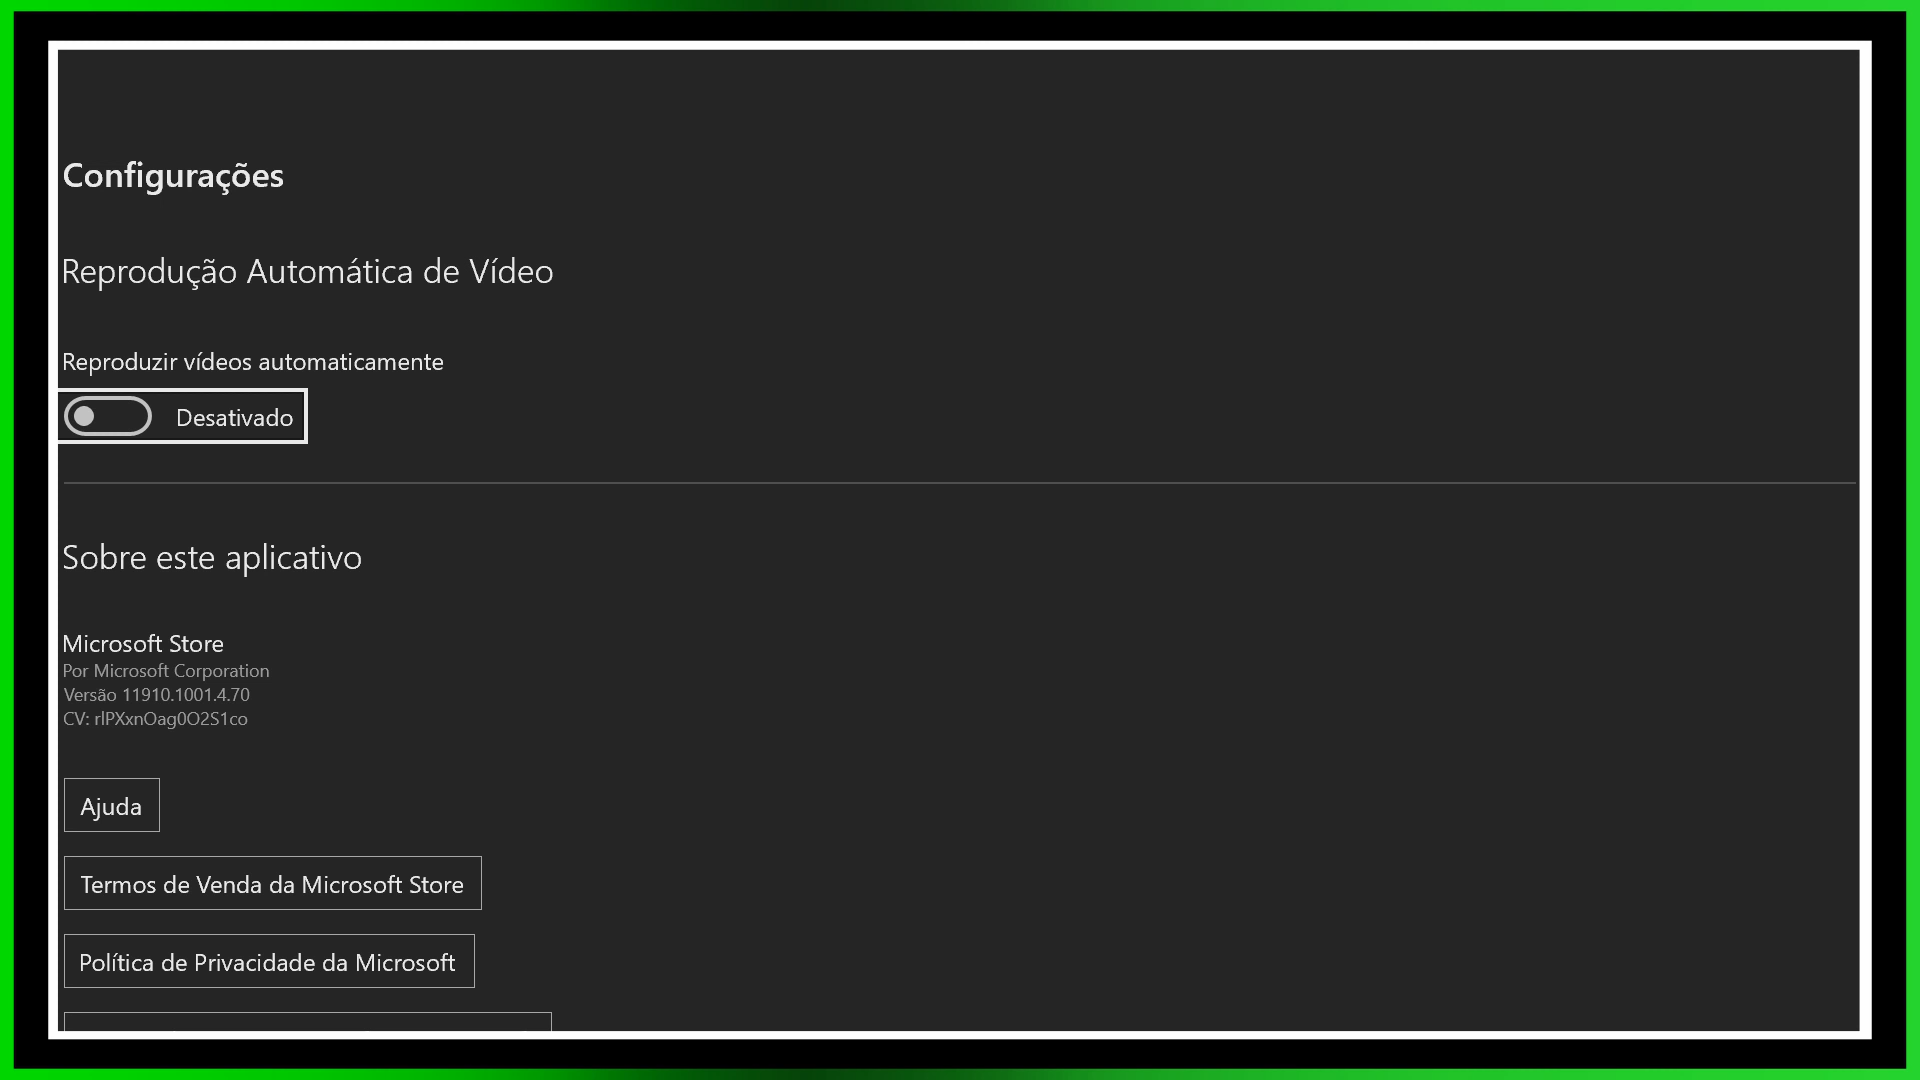 Configurações
Reprodução Automática de Vídeo
Reproduzir vídeos automaticamente
Desativado
Sobre este aplicativo
Microsoft Store
Por Microsoft Corporation
Versão 11910.1001.4.70
CV: rlPXxnOag0O2S1co
Ajuda
Termos de Venda da Microsoft Store
Política de Privacidade da Microsoft